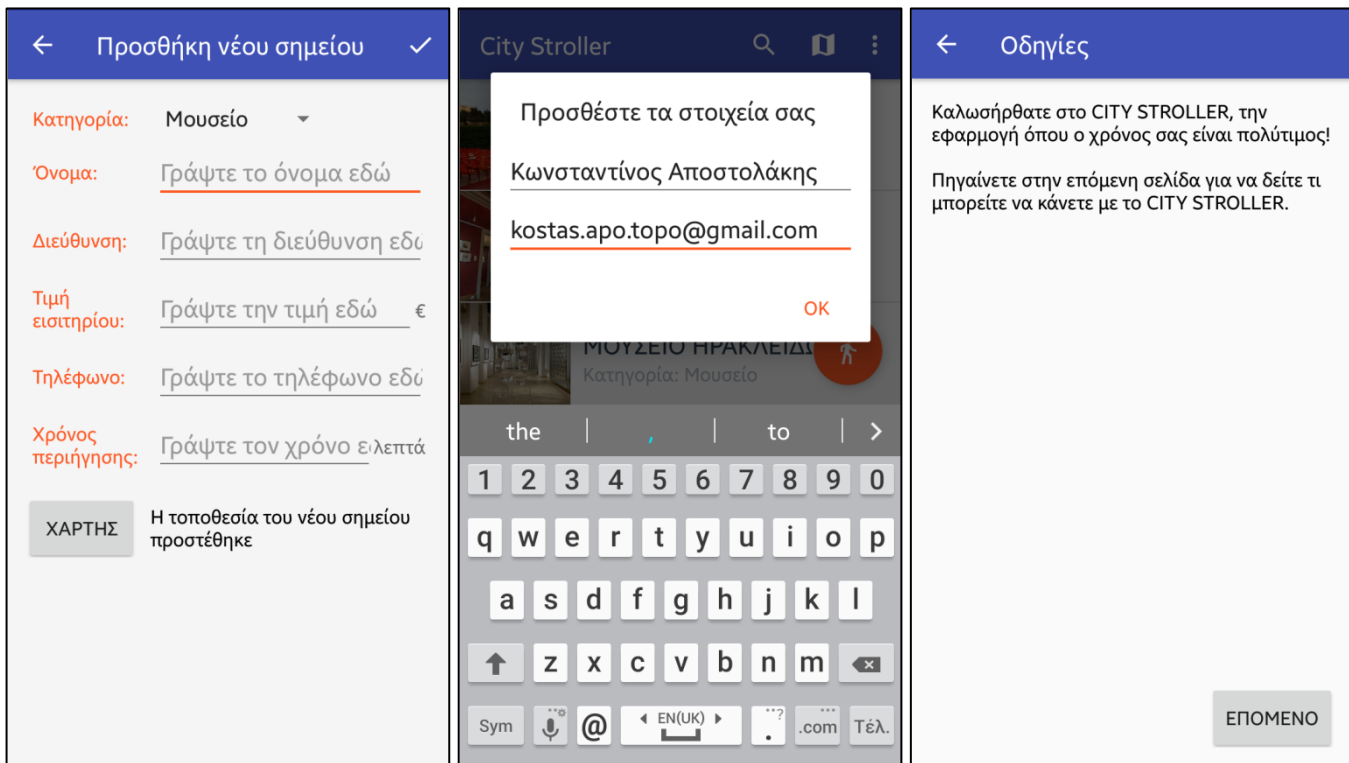 Προσθήκη νέου σημείου
Κατηγορία: Μουσείο
Όνομα: Γράψτε το όνομα εδώ
Διεύθυνση: Γράψτε τη διεύθυνση εδώ
Τιμή
εισιτηρίου: Γράψτε την τιμή εδώ €
Τηλέφωνο: Γράψτε το τηλέφωνο εδώ
Χρόνος
περιήγησης: Γράψτε τον χρόνο ε λεπτά
ΧΑΡΤΗΣ
Η τοποθεσία του νέου σημείου
προστέθηκε
City Stroller
Προσθέστε τα στοιχεία σας
Κωνσταντίνος Αποστολάκης
kostas.apo.topo@gmail.com
OK
ΜΟΥΣΕΙΟ ΗΡΑΚΛΕΙΔΩ
Κατηγορία: Μουσείο
the , to
1 2 3 4 5 6 7 8 9 0
q w e r t y u i o p
a s d f g h j k l
z x c v b n m
Sym @ EN(UK) . ? .com Τέλ.
Οδηγίες
Καλωσήρθατε στο CITY STROLLER, την
εφαρμογή όπου ο χρόνος σας είναι πολύτιμος!
Πηγαίνετε στην επόμενη σελίδα για να δείτε τι
μπορείτε να κάνετε με το CITY STROLLER.
ΕΠΟΜΕΝΟ